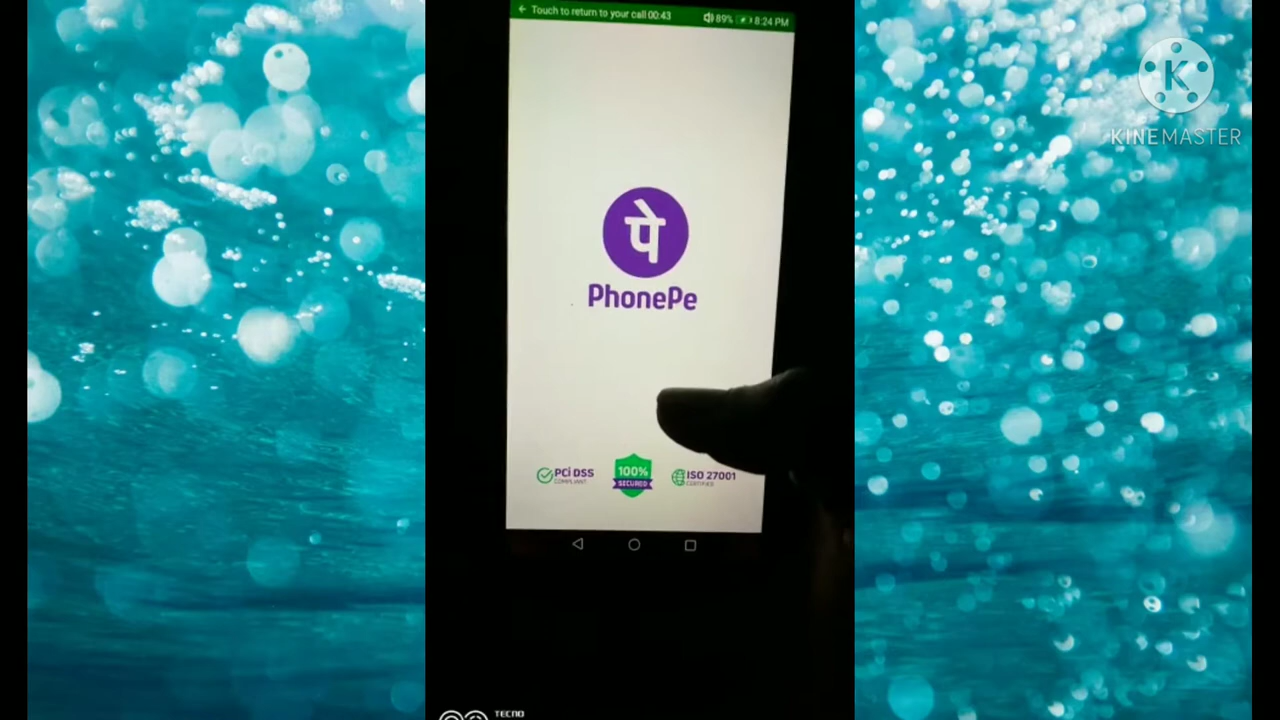 ← Touch to return to your call 00:43 89% 8:24 PM
K
KINEMASTER
पे
PhonePe
PCi DSS
COMPLIANT
100%
SECURED
ISO 27001
CERTIFIED
TECNO